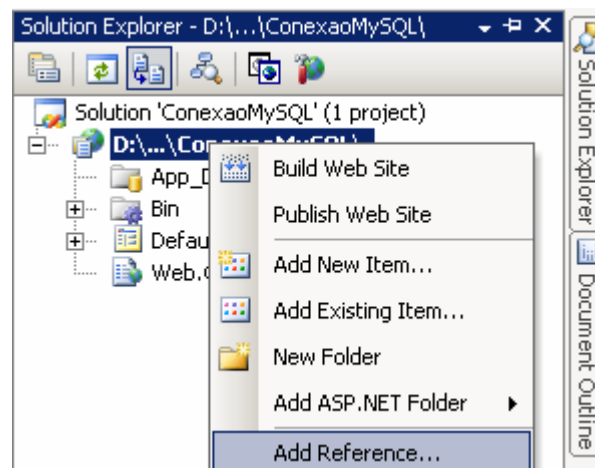 Solution Explorer - D:\...\ConexaoMySQL\
Solution 'ConexaoMySQL' (1 project)
D:\...\ConexaoMySQL\
App_D
Bin
Defau
Web.
Build Web Site
Publish Web Site
Add New Item...
Add Existing Item...
New Folder
Add ASP.NET Folder
Add Reference...
Solution Explorer
Document Outline